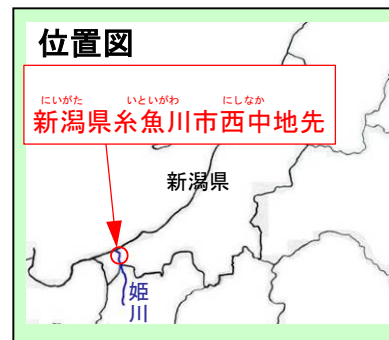 位置図
にいがた いといがわ にしなか
新潟県糸魚川市西中地先
新潟県
姫川